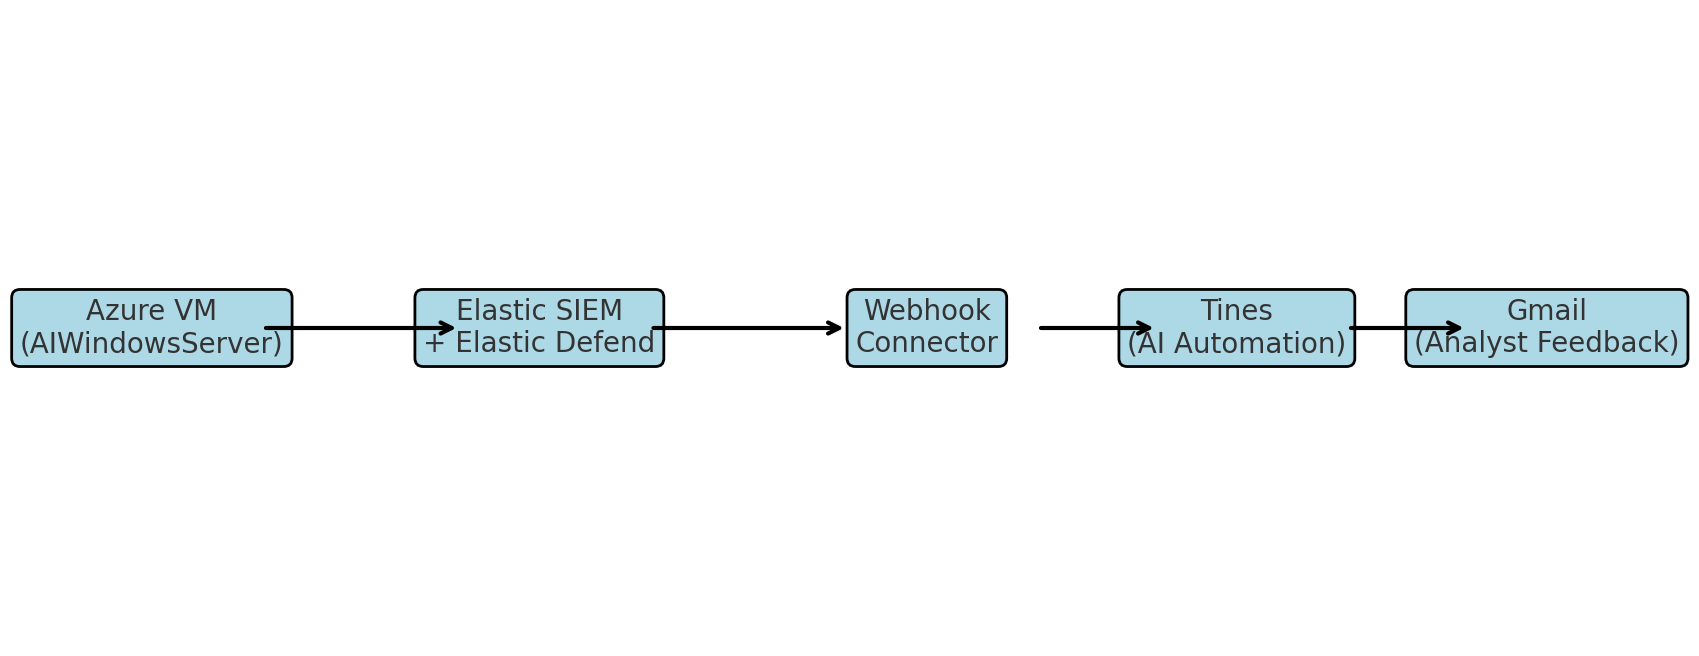 Azure VM
(AIWindowsServer)
Elastic SIEM
+ Elastic Defend
Webhook
Connector
Tines
(AI Automation)
Gmail
(Analyst Feedback)